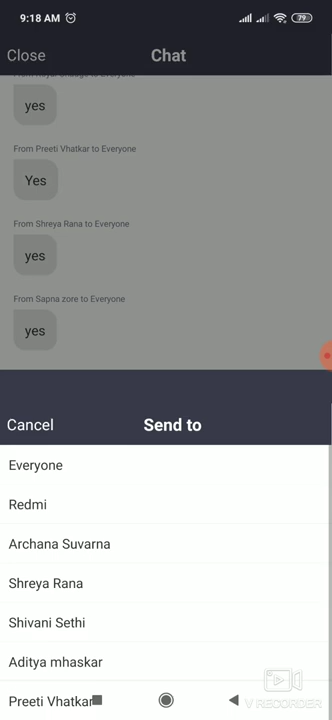 9:18 AM
79
Close
Chat
to Everyone
yes
From Preeti Vhatkar to Everyone
Yes
From Shreya Rana to Everyone
yes
From Sapna zore to Everyone
yes
Cancel
Send to
Everyone
Redmi
Archana Suvarna
Shreya Rana
Shivani Sethi
Aditya mhaskar
Preeti Vhatkar
V RECORDER